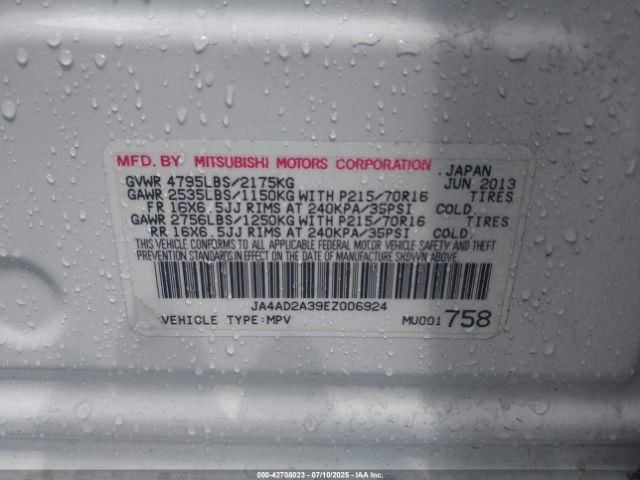 MFD. BY MITSUBISHI MOTORS CORPORATION JAPAN
GVWR 4795LBS/2175KG JUN 2013
GAWR 2535LBS/1150KG WITH P215/70R16 TIRES
FR 16X6.5JJ RIMS AT 240KPA/35PSI COLD
GAWR 2756LBS/1250KG WITH P215/70R16 TIRES
RR 16X6.5JJ RIMS AT 240KPA/35PSI COLD
THIS VEHICLE CONFORMS TO ALL APPLICABLE FEDERAL MOTOR VEHICLE SAFETY AND THEFT
PREVENTION STANDARDS IN EFFECT ON THE DATE OF MANUFACTURE SHOWN ABOVE.
JA4AD2A39EZ006924
VEHICLE TYPE:MPV MU001758
000-42708023 / 07/10/2025 / Copyright IAA, LLC